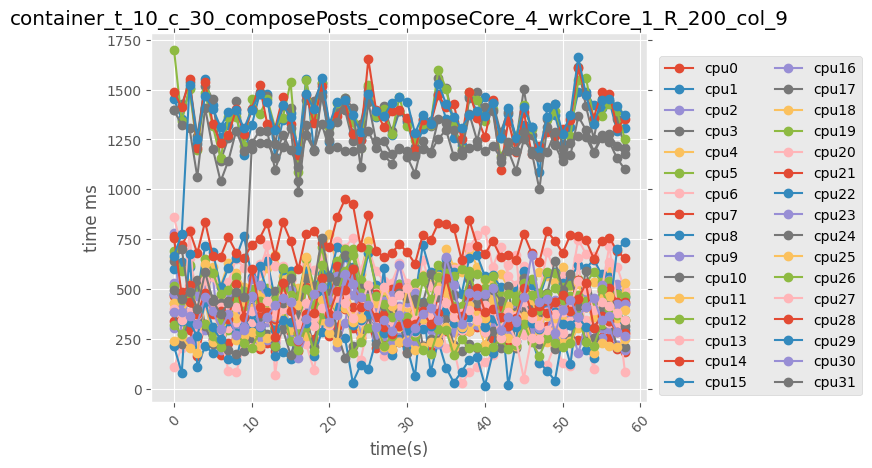 container_t_10_c_30_composePosts_composeCore_4_wrkCore_1_R_200_col_9
1750
1500
1250
1000
750
500
250
0
time ms
0
10
20
30
40
50
60
time(s)
cpu0 cpu16
cpu1 cpu17
cpu2 cpu18
cpu3 cpu19
cpu4 cpu20
cpu5 cpu21
cpu6 cpu22
cpu7 cpu23
cpu8 cpu24
cpu9 cpu25
cpu10 cpu26
cpu11 cpu27
cpu12 cpu28
cpu13 cpu29
cpu14 cpu30
cpu15 cpu31